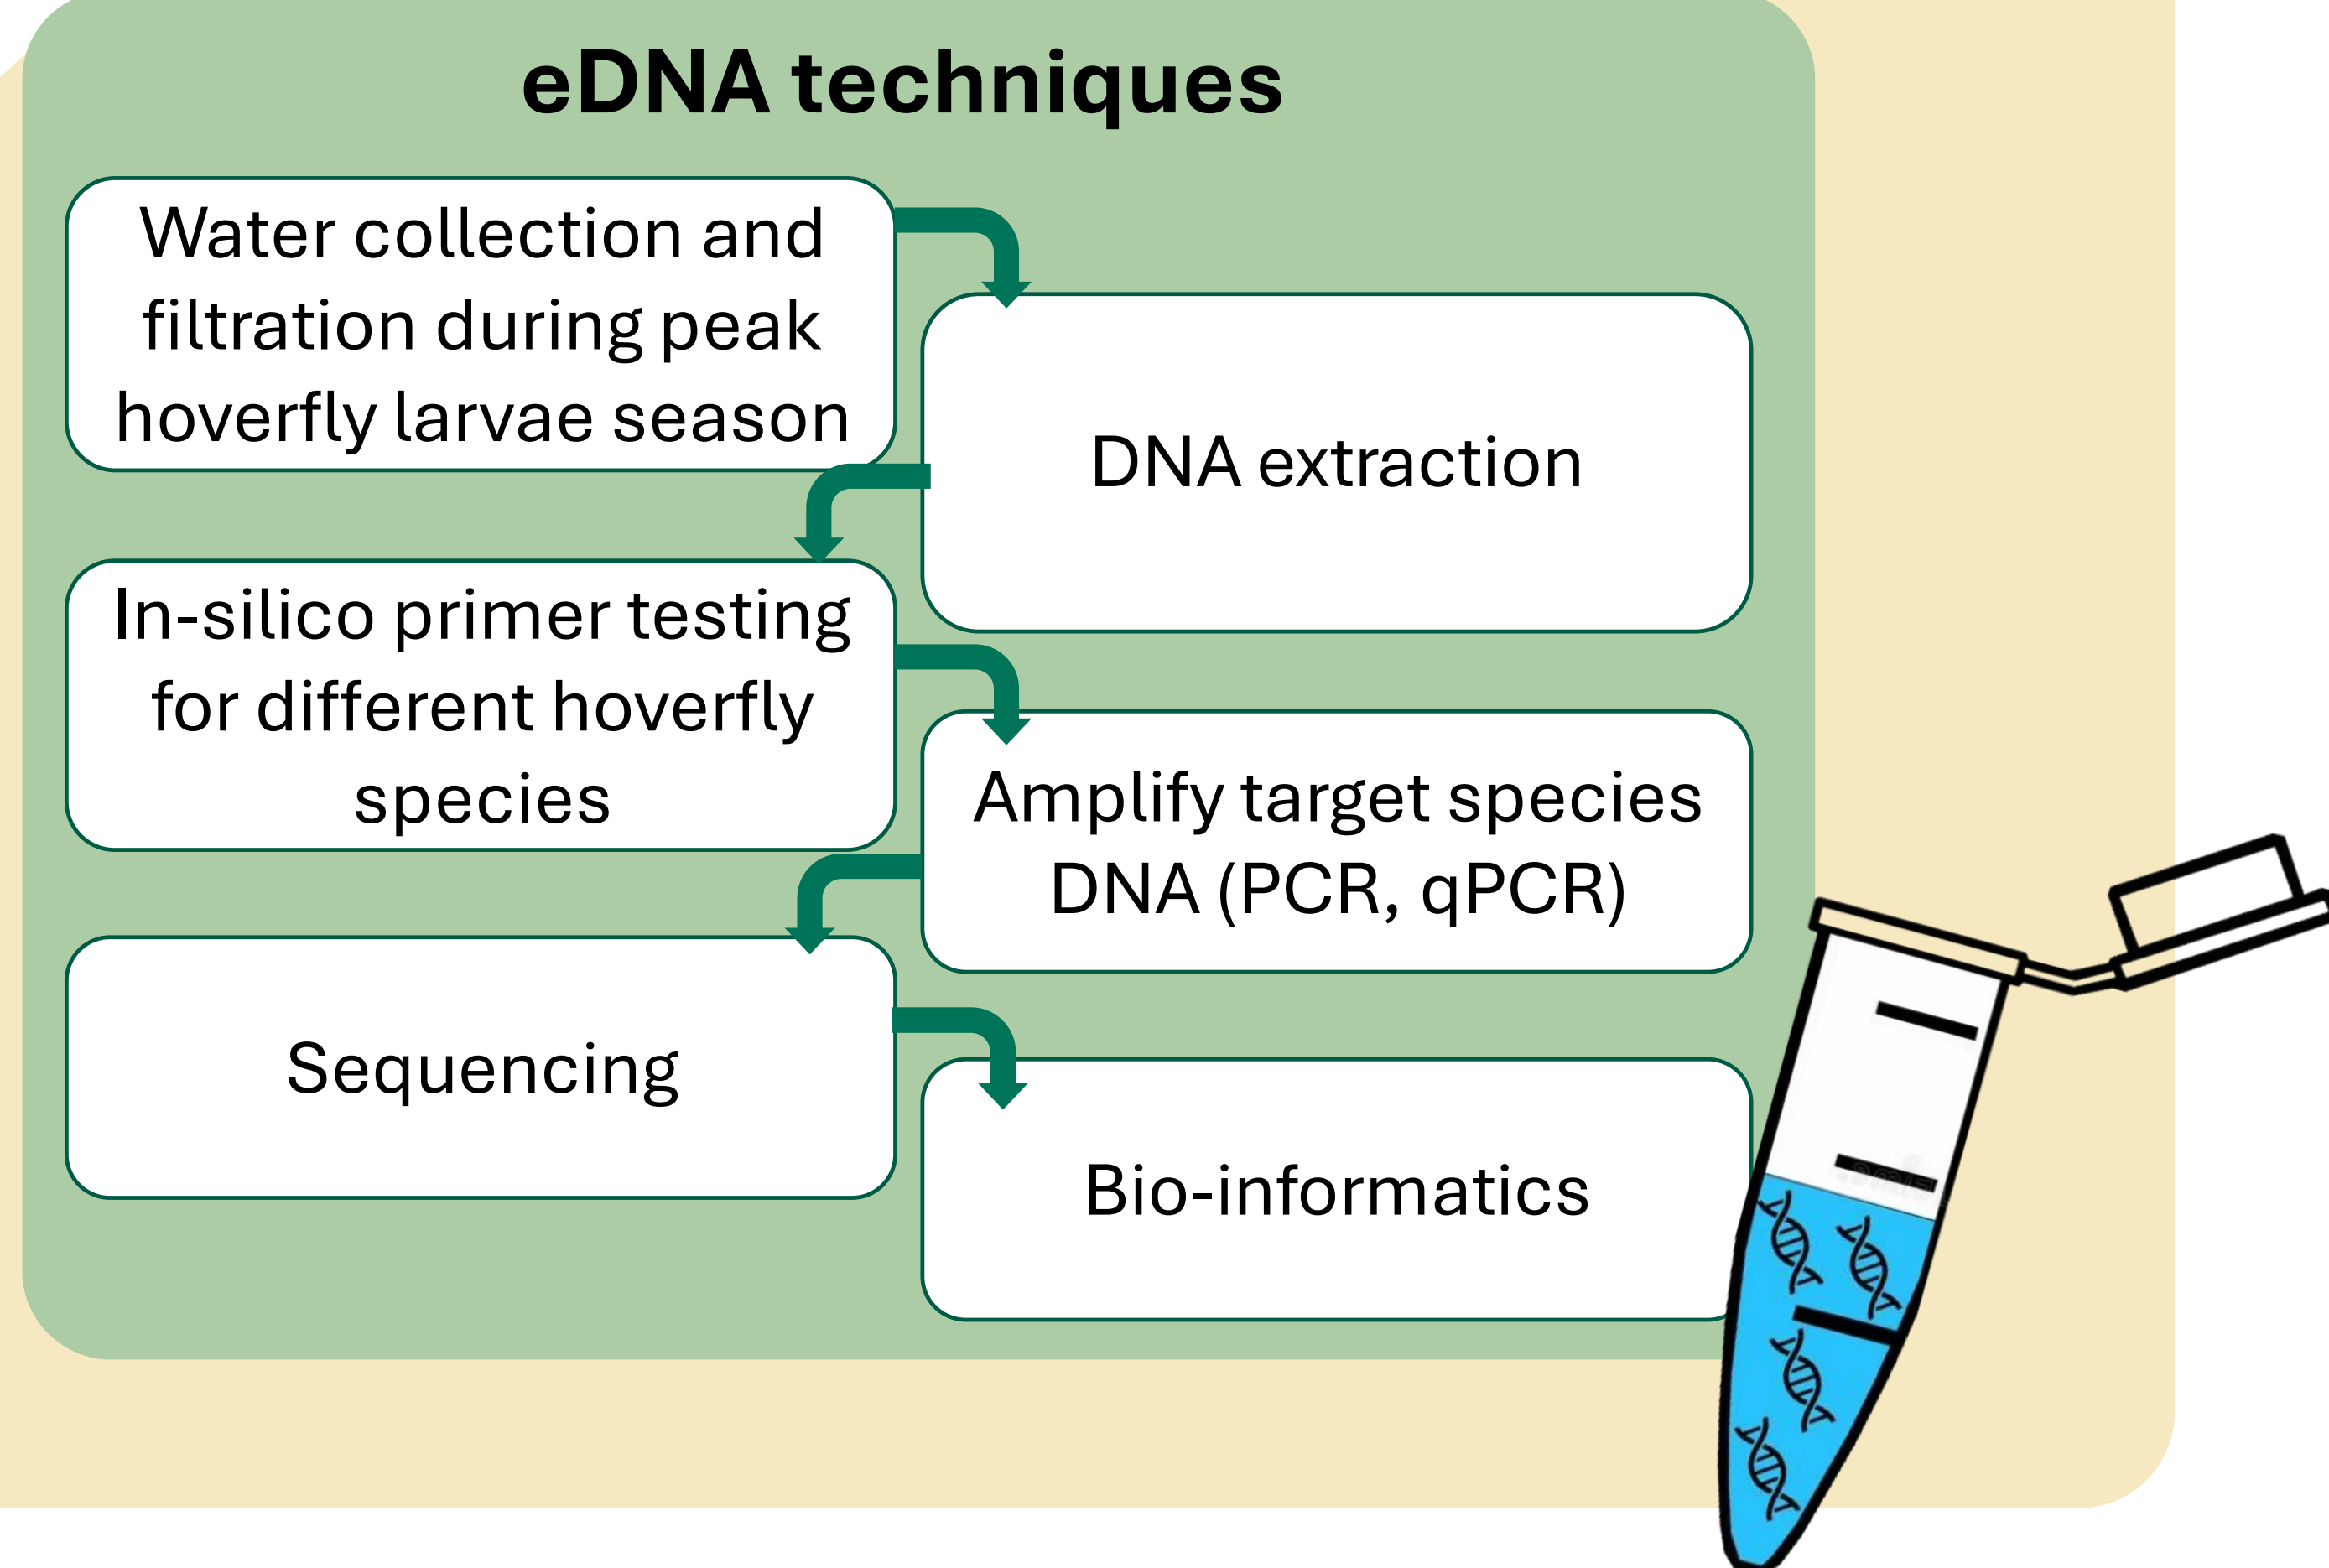 eDNA techniques
Water collection and
filtration during peak
hoverfly larvae season
DNA extraction
In-silico primer testing
for different hoverfly
species
Amplify target species
DNA (PCR, qPCR)
Sequencing
Bio-informatics